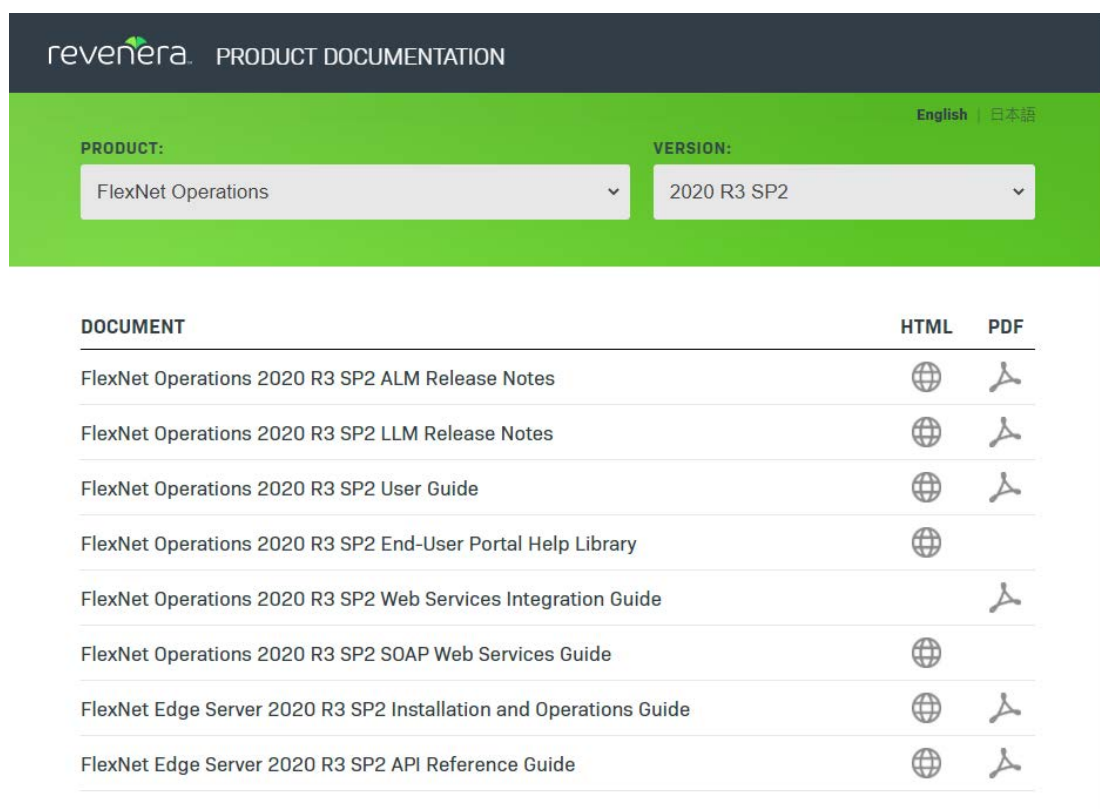 revenera PRODUCT DOCUMENTATION
English | 日本語
PRODUCT: VERSION:
FlexNet Operations 2020 R3 SP2
DOCUMENT HTML PDF
FlexNet Operations 2020 R3 SP2 ALM Release Notes
FlexNet Operations 2020 R3 SP2 LLM Release Notes
FlexNet Operations 2020 R3 SP2 User Guide
FlexNet Operations 2020 R3 SP2 End-User Portal Help Library
FlexNet Operations 2020 R3 SP2 Web Services Integration Guide
FlexNet Operations 2020 R3 SP2 SOAP Web Services Guide
FlexNet Edge Server 2020 R3 SP2 Installation and Operations Guide
FlexNet Edge Server 2020 R3 SP2 API Reference Guide